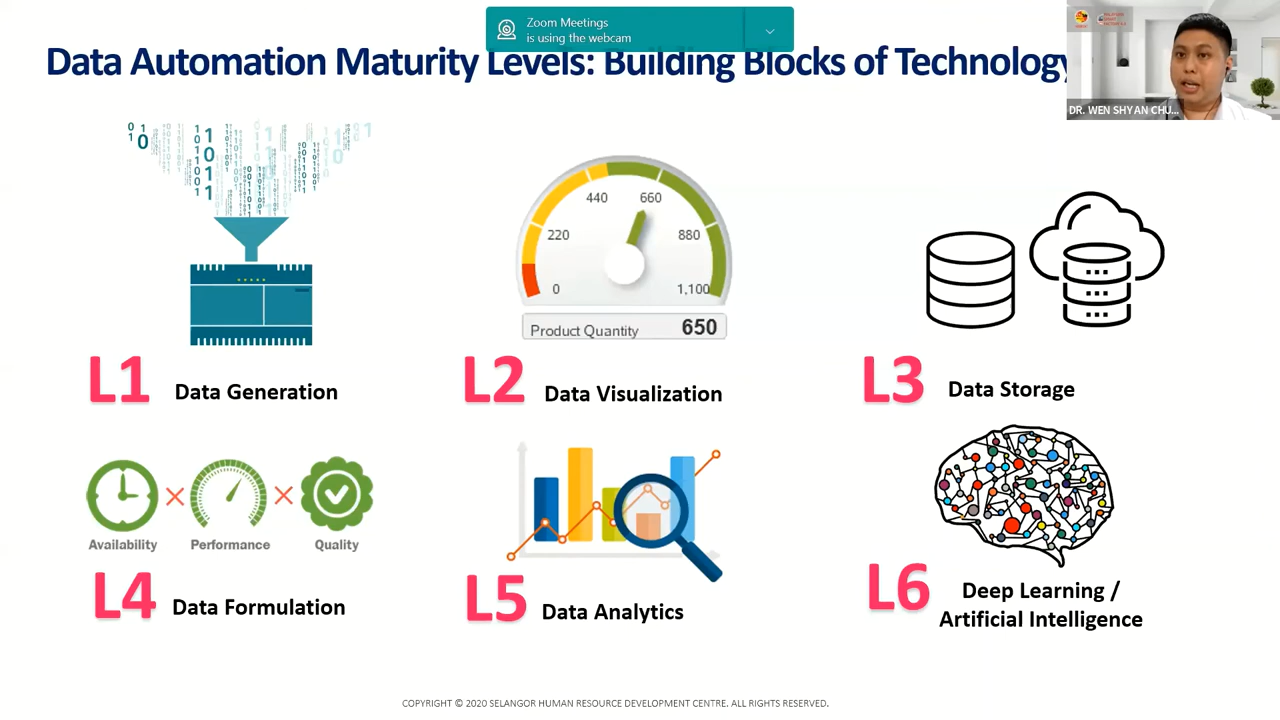 Zoom Meetings
is using the webcam
Data Automation Maturity Levels: Building Blocks of Technology
DR. WEN SHYAN CHU...
440
660
220
880
0
1,100
Product Quantity 650
L1 Data Generation
L2 Data Visualization
L3 Data Storage
Availability
Performance
Quality
L4 Data Formulation
L5 Data Analytics
L6 Deep Learning /
Artificial Intelligence
COPYRIGHT © 2020 SELANGOR HUMAN RESOURCE DEVELOPMENT CENTRE. ALL RIGHTS RESERVED.